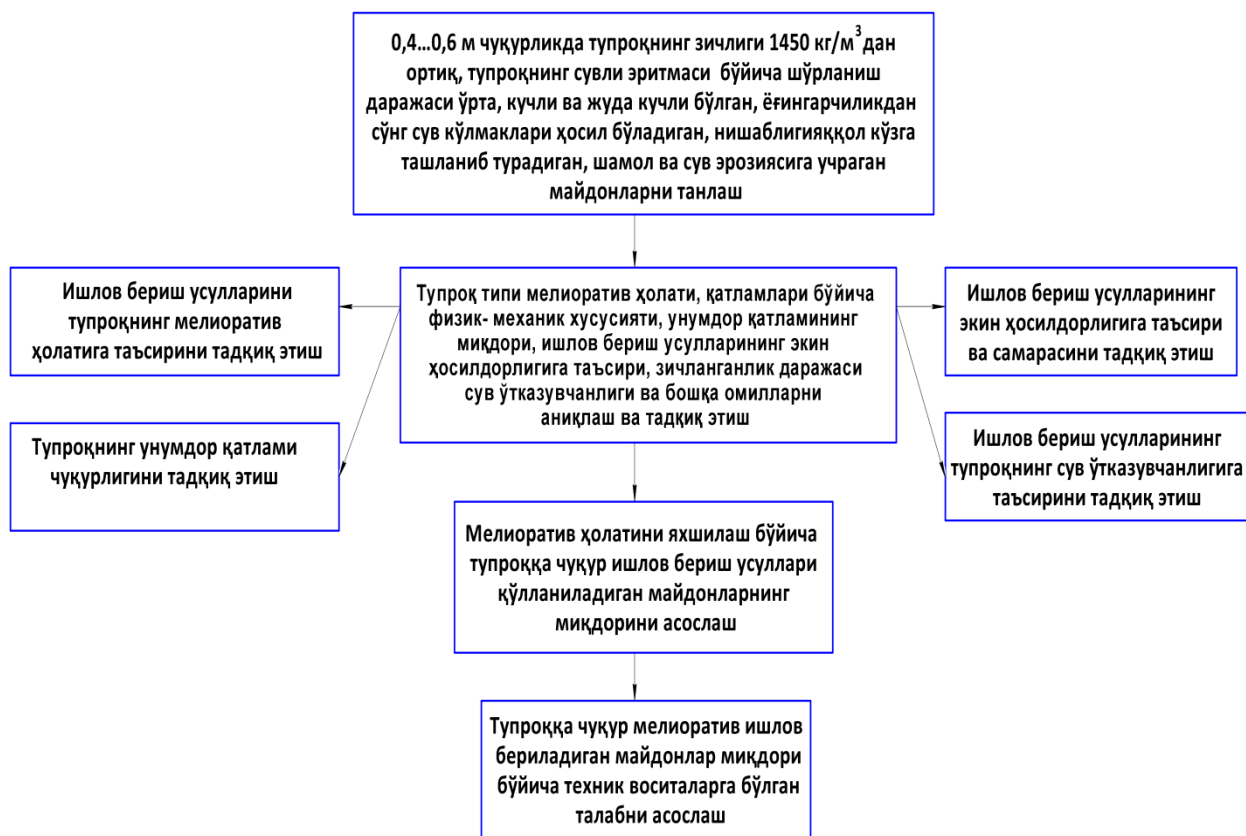 0,4...0,6 м чуқурликда тупроқнинг зичлиги 1450 кг/м³дан
ортиқ, тупроқнинг сувли эритмаси бўйича шўрланиш
даражаси ўрта, кучли ва жуда кучли бўлган, ёғингарчиликдан
сўнг сув кўлмаклари ҳосил бўладиган, нишаблигияққол кўзга
ташланиб турадиган, шамол ва сув эрозиясига учраган
майдонларни танлаш
Ишлов бериш усулларини
тупроқнинг мелиоратив
ҳолатига таъсирини тадқиқ этиш
Тупроқ типи мелиоратив ҳолати, қатламлари бўйича
физик- механик хусусияти, унумдор қатламининг
миқдори, ишлов бериш усулларининг экин
ҳосилдорлигига таъсири, зичланганлик даражаси
сув ўтказувчанлиги ва бошқа омилларни
аниқлаш ва тадқиқ этиш
Ишлов бериш усулларининг
экин ҳосилдорлигига таъсири
ва самарасини тадқиқ этиш
Тупроқнинг унумдор қатлами
чуқурлигини тадқиқ этиш
Ишлов бериш усулларининг
тупроқнинг сув ўтказувчанлигига
таъсирини тадқиқ этиш
Мелиоратив ҳолатини яхшилаш бўйича
тупроққа чуқур ишлов бериш усуллари
қўлланиладиган майдонларнинг
миқдорини асослаш
Тупроққа чуқур мелиоратив ишлов
бериладиган майдонлар миқдори
бўйича техник воситаларга бўлган
талабни асослаш